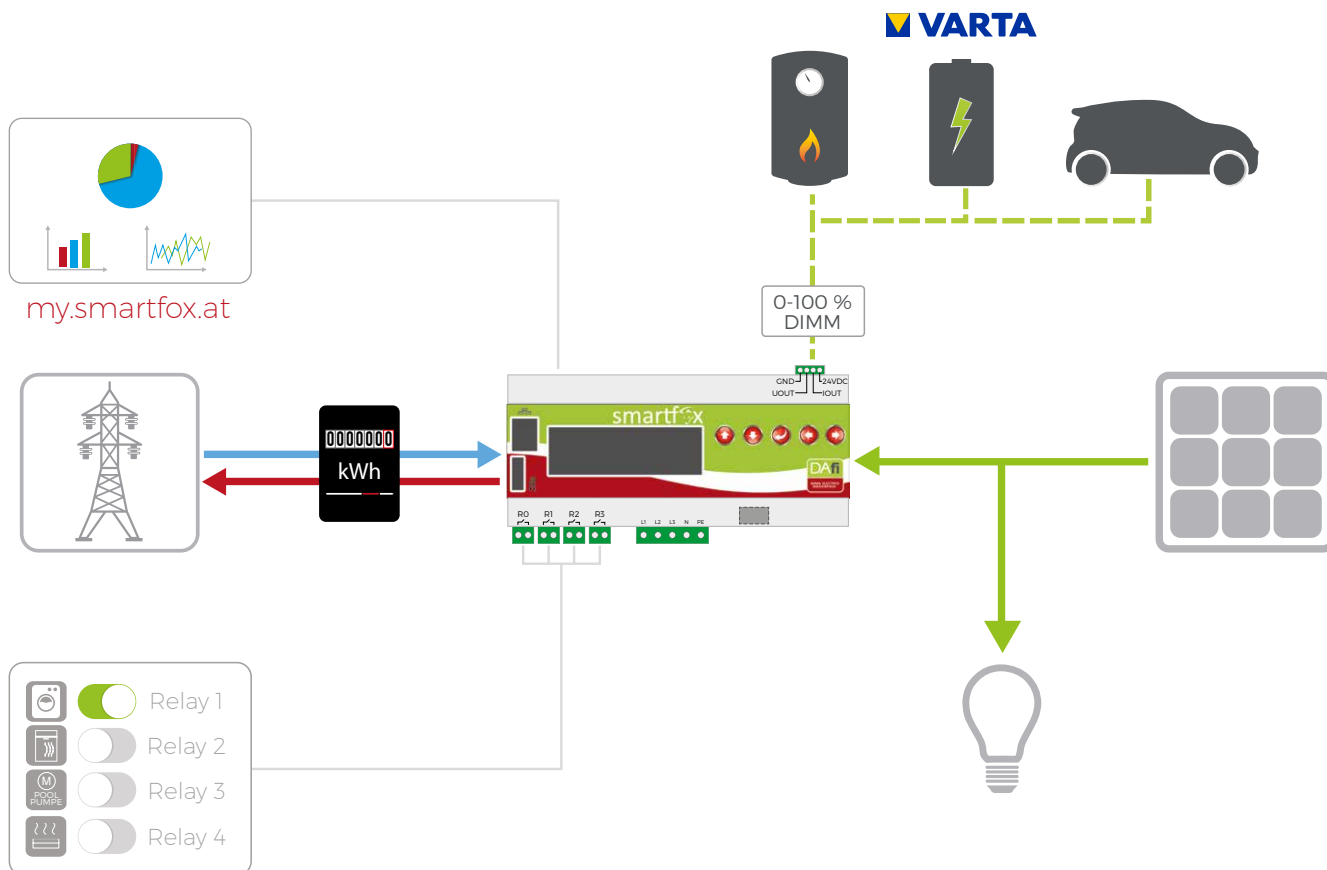 VARTA
my.smartfox.at
0-100 %
DIMM
GND
24VDC
UOUT
IOUT
smartfox
0000000
kWh
DAfi
R0 R1 R2 R3
L1 L2 L3 N PE
Relay 1
Relay 2
M
POOL
PUMPE
Relay 3
Relay 4